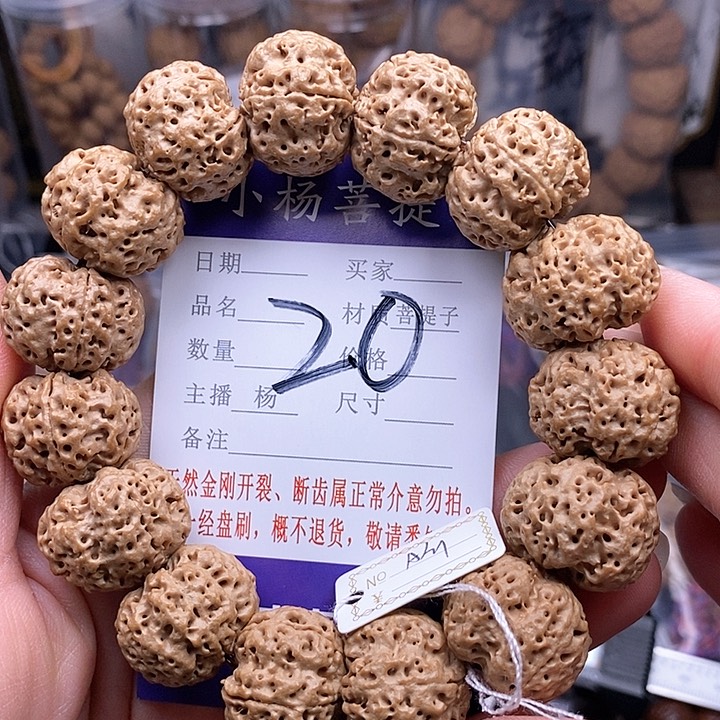 小杨菩提
日期 买家
品名 材质菩提子
数量 价格
20
主播 杨 尺寸
备注
天然金刚开裂、断齿属正常介意勿拍。
一经盘刷，概不退货，敬请悉
NO
¥